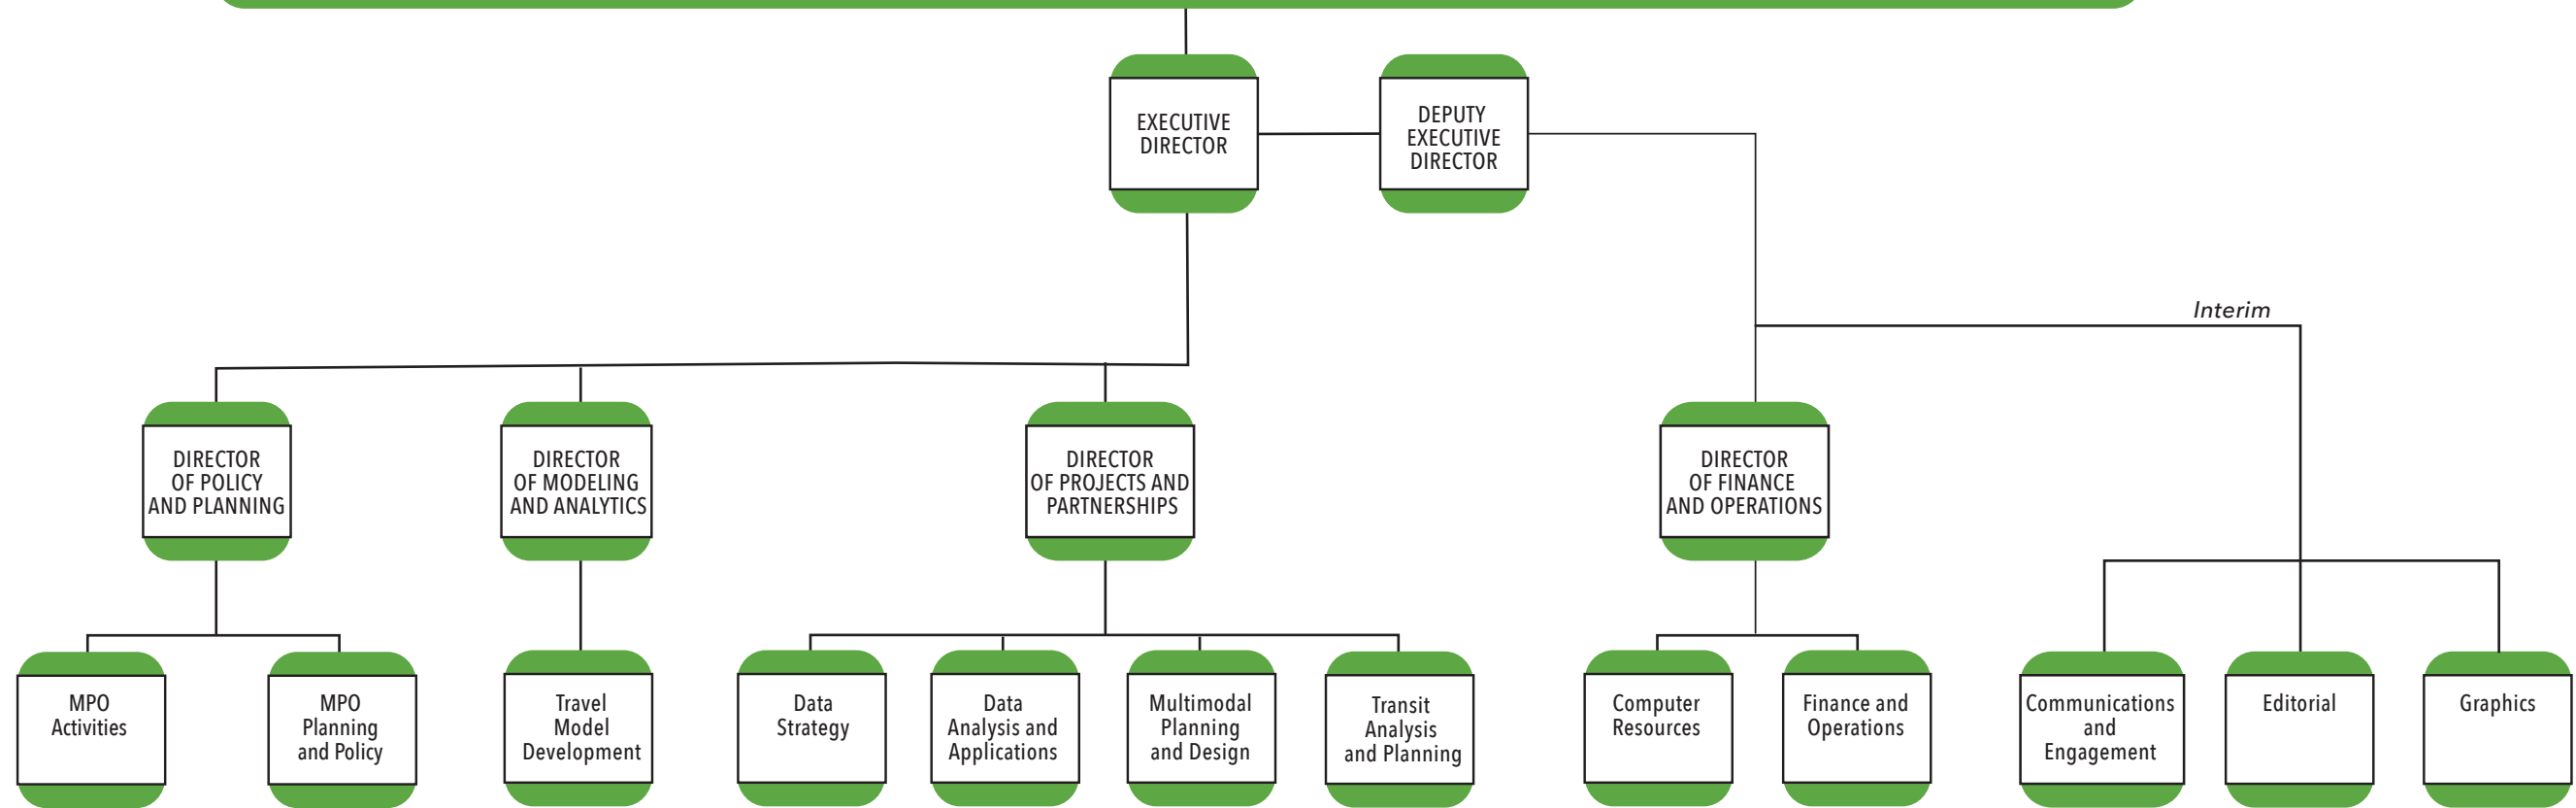 EXECUTIVE
DIRECTOR
DEPUTY
EXECUTIVE
DIRECTOR
Interim
DIRECTOR
OF POLICY
AND PLANNING
DIRECTOR
OF MODELING
AND ANALYTICS
DIRECTOR
OF PROJECTS AND
PARTNERSHIPS
DIRECTOR
OF FINANCE
AND OPERATIONS
MPO
Activities
MPO
Planning
and Policy
Travel
Model
Development
Data
Strategy
Data
Analysis and
Applications
Multimodal
Planning
and Design
Transit
Analysis
and Planning
Computer
Resources
Finance and
Operations
Communications
and
Engagement
Editorial
Graphics